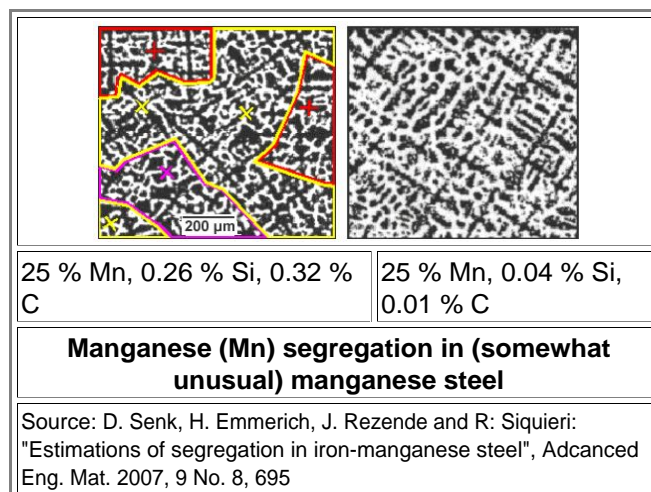 200 μm
25 % Mn, 0.26 % Si, 0.32 %
C
25 % Mn, 0.04 % Si,
0.01 % C
Manganese (Mn) segregation in (somewhat
unusual) manganese steel
Source: D. Senk, H. Emmerich, J. Rezende and R: Siquieri:
"Estimations of segregation in iron-manganese steel", Adcanced
Eng. Mat. 2007, 9 No. 8, 695